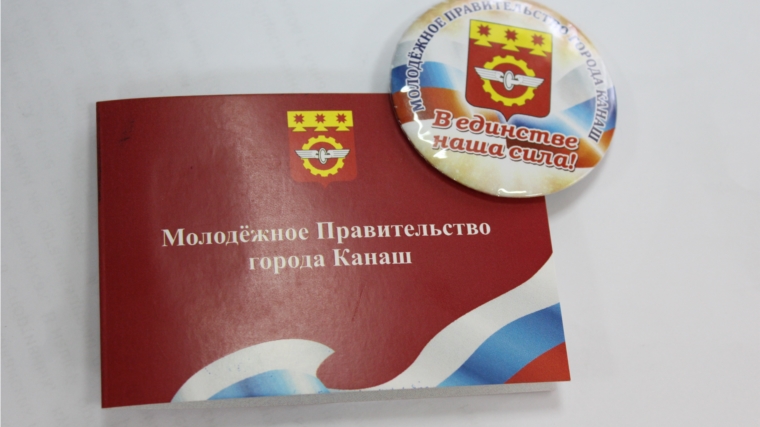 МОЛОДЁЖНОЕ ПРАВИТЕЛЬСТВО ГОРОДА КАНАШ
В единстве
наша сила!
Молодёжное Правительство
города Канаш